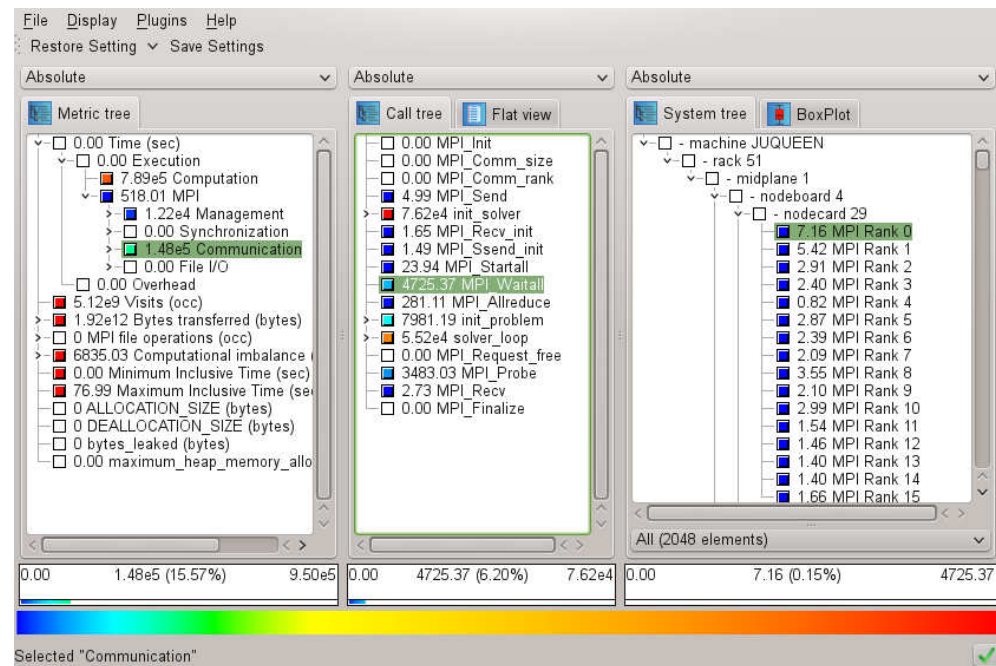 File Display Plugins Help
Restore Setting Save Settings
Absolute
Metric tree
0.00 Time (sec)
0.00 Execution
7.89e5 Computation
518.01 MPI
1.22e4 Management
0.00 Synchronization
1.48e5 Communication
0.00 File I/O
0.00 Overhead
5.12e9 Visits (occ)
1.92e12 Bytes transferred (bytes)
0 MPI file operations (occ)
6835.03 Computational imbalance (
0.00 Minimum Inclusive Time (sec)
76.99 Maximum Inclusive Time (se
0 ALLOCATION_SIZE (bytes)
0 DEALLOCATION_SIZE (bytes)
0 bytes_leaked (bytes)
0.00 maximum_heap_memory_allo
0.00 1.48e5 (15.57%) 9.50e5
Absolute
Call tree Flat view
0.00 MPI_Init
0.00 MPI_Comm_size
0.00 MPI_Comm_rank
4.99 MPI_Send
7.62e4 init_solver
1.65 MPI_Recv_init
1.49 MPI_Ssend_init
23.94 MPI_Startall
4725.37 MPI_Waitall
281.11 MPI_Allreduce
7981.19 init_problem
5.52e4 solver_loop
0.00 MPI_Request_free
3483.03 MPI_Probe
2.73 MPI_Recv
0.00 MPI_Finalize
0.00 4725.37 (6.20%) 7.62e4
Absolute
System tree BoxPlot
- machine JUQUEEN
- rack 51
- midplane 1
- nodeboard 4
- nodecard 29
7.16 MPI Rank 0
5.42 MPI Rank 1
2.91 MPI Rank 2
2.40 MPI Rank 3
0.82 MPI Rank 4
2.87 MPI Rank 5
2.39 MPI Rank 6
2.09 MPI Rank 7
3.55 MPI Rank 8
2.10 MPI Rank 9
2.99 MPI Rank 10
1.54 MPI Rank 11
1.46 MPI Rank 12
1.40 MPI Rank 13
1.40 MPI Rank 14
1.66 MPI Rank 15
All (2048 elements)
0.00 7.16 (0.15%) 4725.37
Selected "Communication"